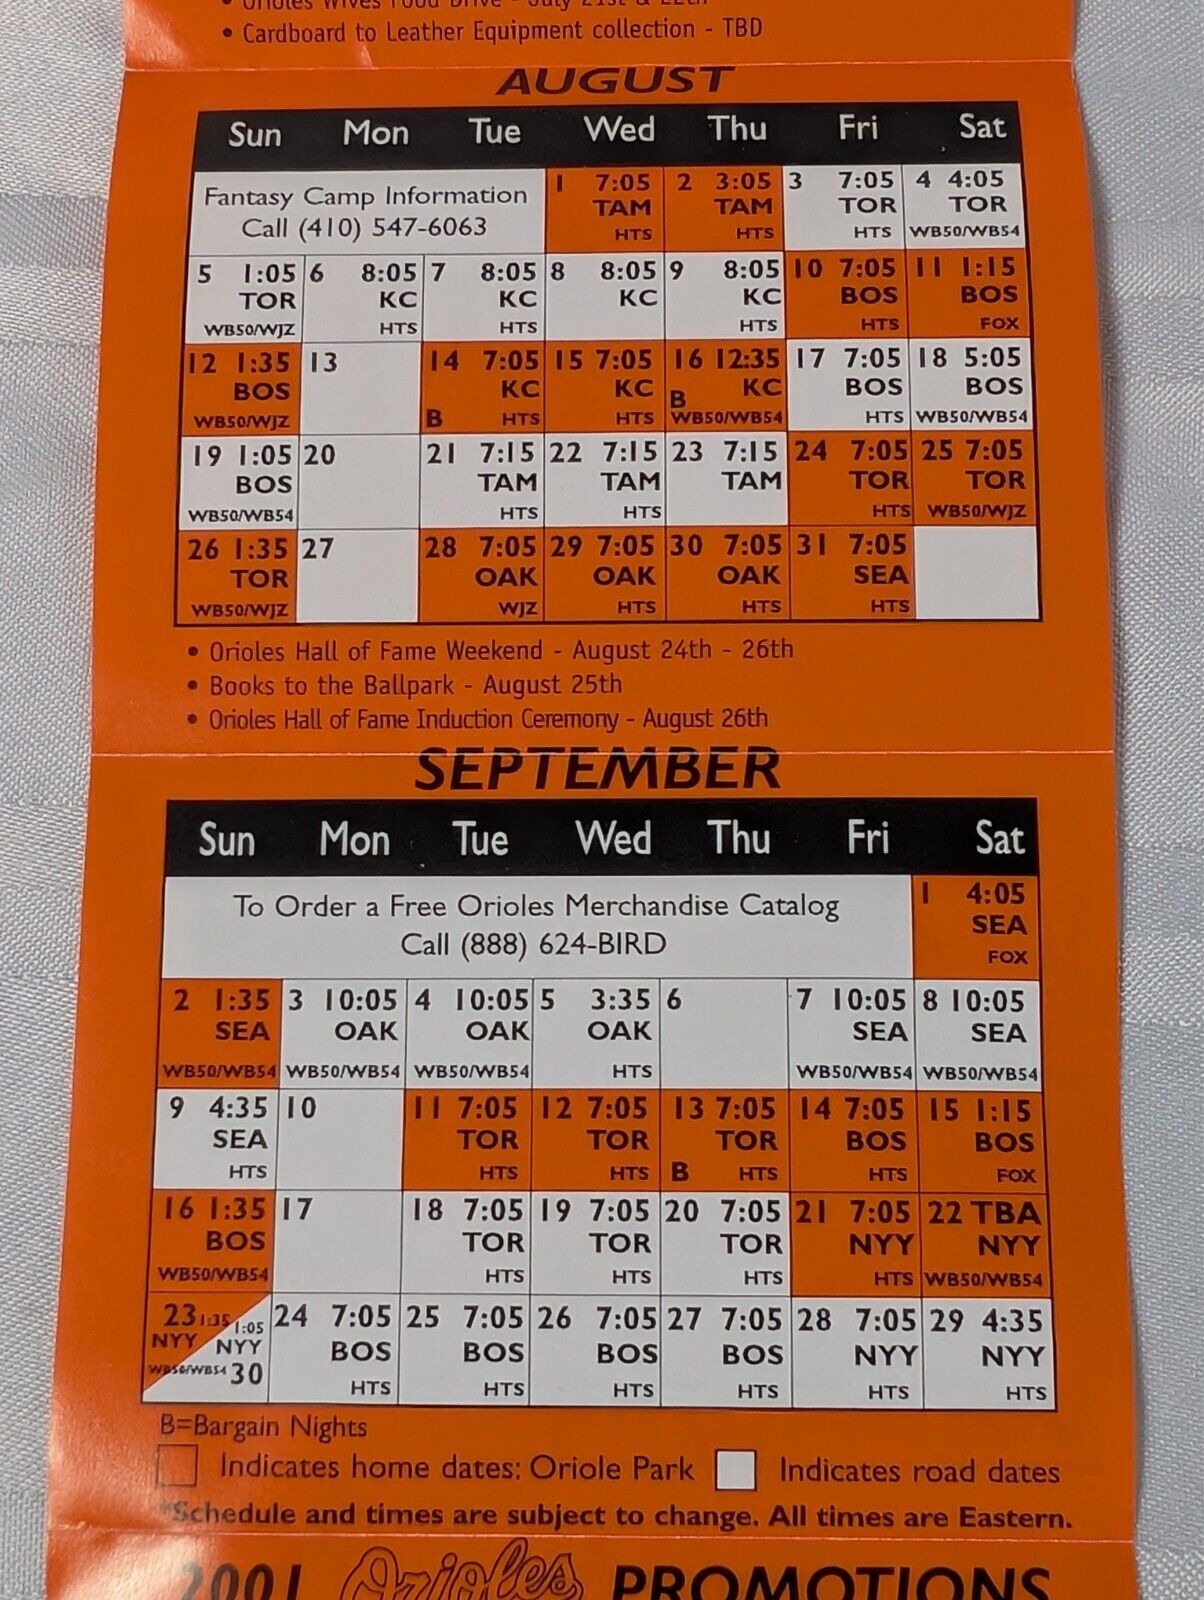 • Orioles Wives Food Drive - July 21st & 22th
• Cardboard to Leather Equipment collection - TBD
AUGUST
Sun Mon Tue Wed Thu Fri Sat
Fantasy Camp Information
Call (410) 547-6063
1 7:05 TAM HTS
2 3:05 TAM HTS
3 7:05 TOR HTS
4 4:05 TOR WB50/WB54
5 1:05 TOR WB50/WJZ
6 8:05 KC HTS
7 8:05 KC HTS
8 8:05 KC
9 8:05 KC HTS
10 7:05 BOS HTS
11 1:15 BOS FOX
12 1:35 BOS WB50/WJZ
13
14 7:05 KC B HTS
15 7:05 KC HTS
16 12:35 KC B WB50/WB54
17 7:05 BOS HTS
18 5:05 BOS WB50/WB54
19 1:05 BOS WB50/WB54
20
21 7:15 TAM HTS
22 7:15 TAM HTS
23 7:15 TAM
24 7:05 TOR HTS
25 7:05 TOR WB50/WJZ
26 1:35 TOR WB50/WJZ
27
28 7:05 OAK WJZ
29 7:05 OAK HTS
30 7:05 OAK HTS
31 7:05 SEA HTS
• Orioles Hall of Fame Weekend - August 24th - 26th
• Books to the Ballpark - August 25th
• Orioles Hall of Fame Induction Ceremony - August 26th
SEPTEMBER
Sun Mon Tue Wed Thu Fri Sat
To Order a Free Orioles Merchandise Catalog
Call (888) 624-BIRD
1 4:05 SEA FOX
2 1:35 SEA WB50/WB54
3 10:05 OAK WB50/WB54
4 10:05 OAK WB50/WB54
5 3:35 OAK HTS
6
7 10:05 SEA WB50/WB54
8 10:05 SEA WB50/WB54
9 4:35 SEA HTS
10
11 7:05 TOR HTS
12 7:05 TOR HTS
13 7:05 TOR B HTS
14 7:05 BOS HTS
15 1:15 BOS FOX
16 1:35 BOS WB50/WB54
17
18 7:05 TOR HTS
19 7:05 TOR HTS
20 7:05 TOR HTS
21 7:05 NYY HTS
22 TBA NYY WB50/WB54
23 1:35 NYY WB50/WB54
1:05 NYY 30
24 7:05 BOS HTS
25 7:05 BOS HTS
26 7:05 BOS HTS
27 7:05 BOS HTS
28 7:05 NYY HTS
29 4:35 NYY HTS
B=Bargain Nights
Indicates home dates: Oriole Park Indicates road dates
*Schedule and times are subject to change. All times are Eastern.
2001 Orioles PROMOTIONS